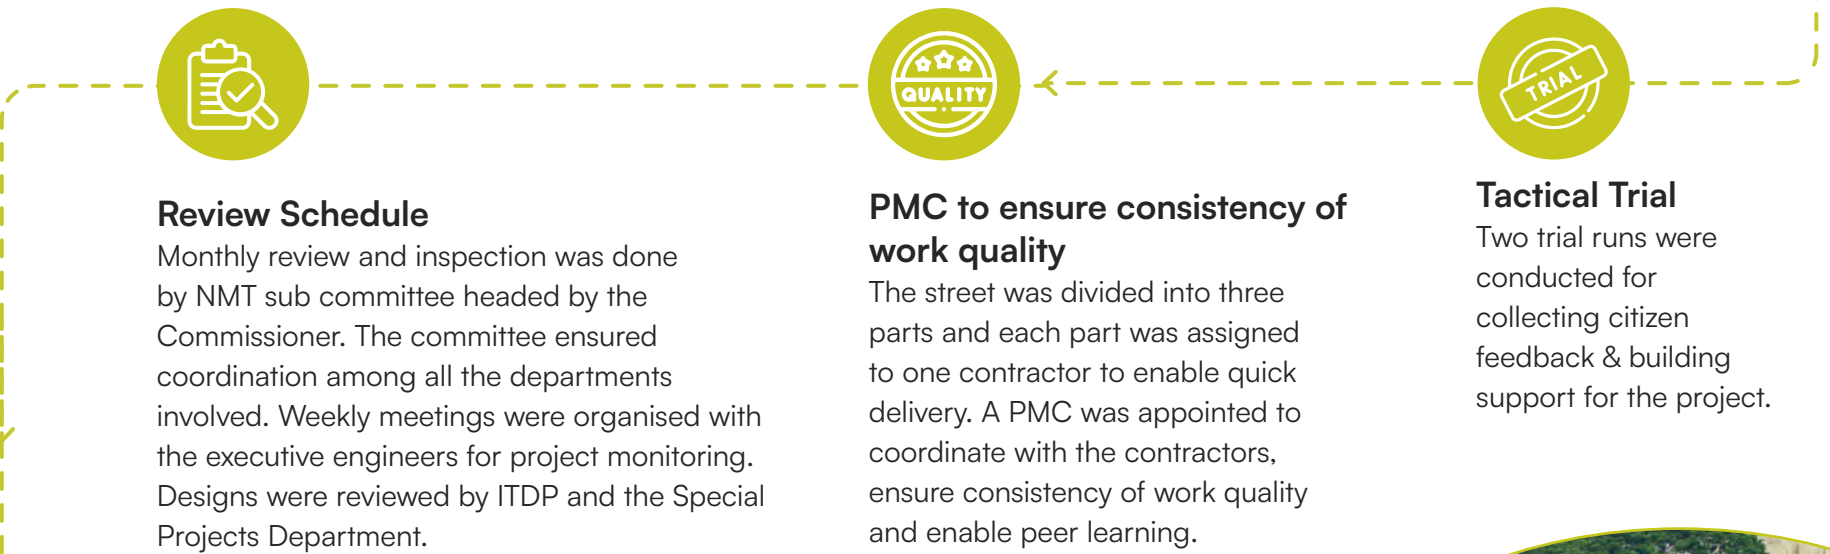 QUALITY
TRIAL
Review Schedule
Monthly review and inspection was done
by NMT sub committee headed by the
Commissioner. The committee ensured
coordination among all the departments
involved. Weekly meetings were organised with
the executive engineers for project monitoring.
Designs were reviewed by ITDP and the Special
Projects Department.
PMC to ensure consistency of
work quality
The street was divided into three
parts and each part was assigned
to one contractor to enable quick
delivery. A PMC was appointed to
coordinate with the contractors,
ensure consistency of work quality
and enable peer learning.
Tactical Trial
Two trial runs were
conducted for
collecting citizen
feedback & building
support for the project.